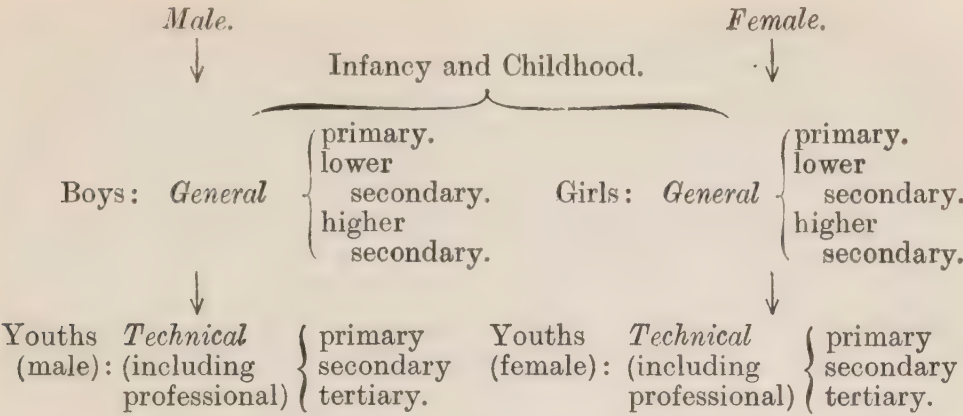 Male. Female.
Infancy and Childhood.
Boys: General { primary. lower secondary. higher secondary.
Girls: General { primary. lower secondary. higher secondary.
Youths (male): Technical (including professional) { primary secondary tertiary.
Youths (female): Technical (including professional) { primary secondary tertiary.